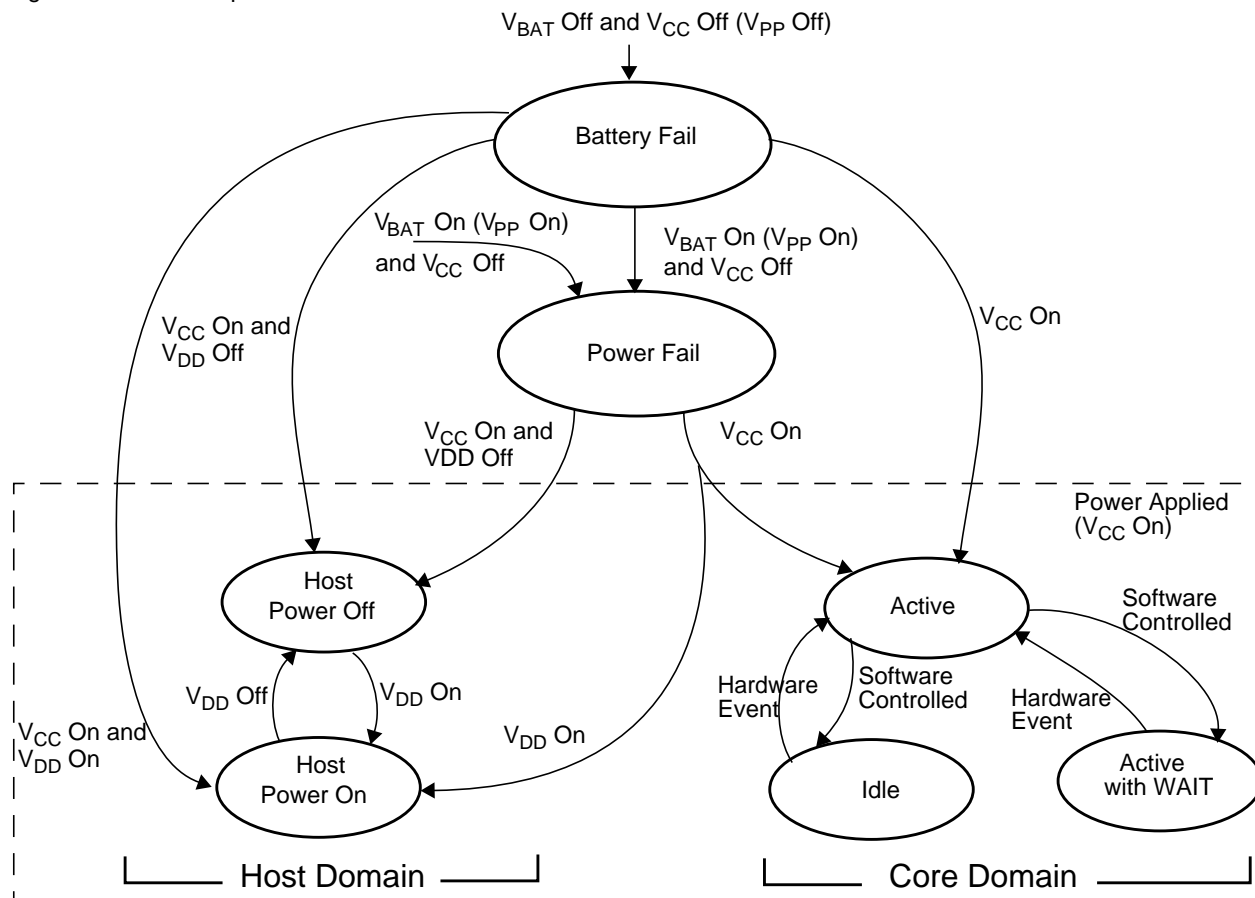 V_BAT Off and V_CC Off (V_PP Off)
Battery Fail
V_BAT On (V_PP On)
and V_CC Off
V_BAT On (V_PP On)
and V_CC Off
V_CC On and
V_DD Off
V_CC On
Power Fail
V_CC On and
VDD Off
V_CC On
Power Applied
(V_CC On)
Host
Power Off
Active
Software
Controlled
V_DD Off
V_DD On
Hardware
Event
Software
Controlled
Hardware
Event
V_CC On and
V_DD On
V_DD On
Host
Power On
Idle
Active
with WAIT
Host Domain
Core Domain